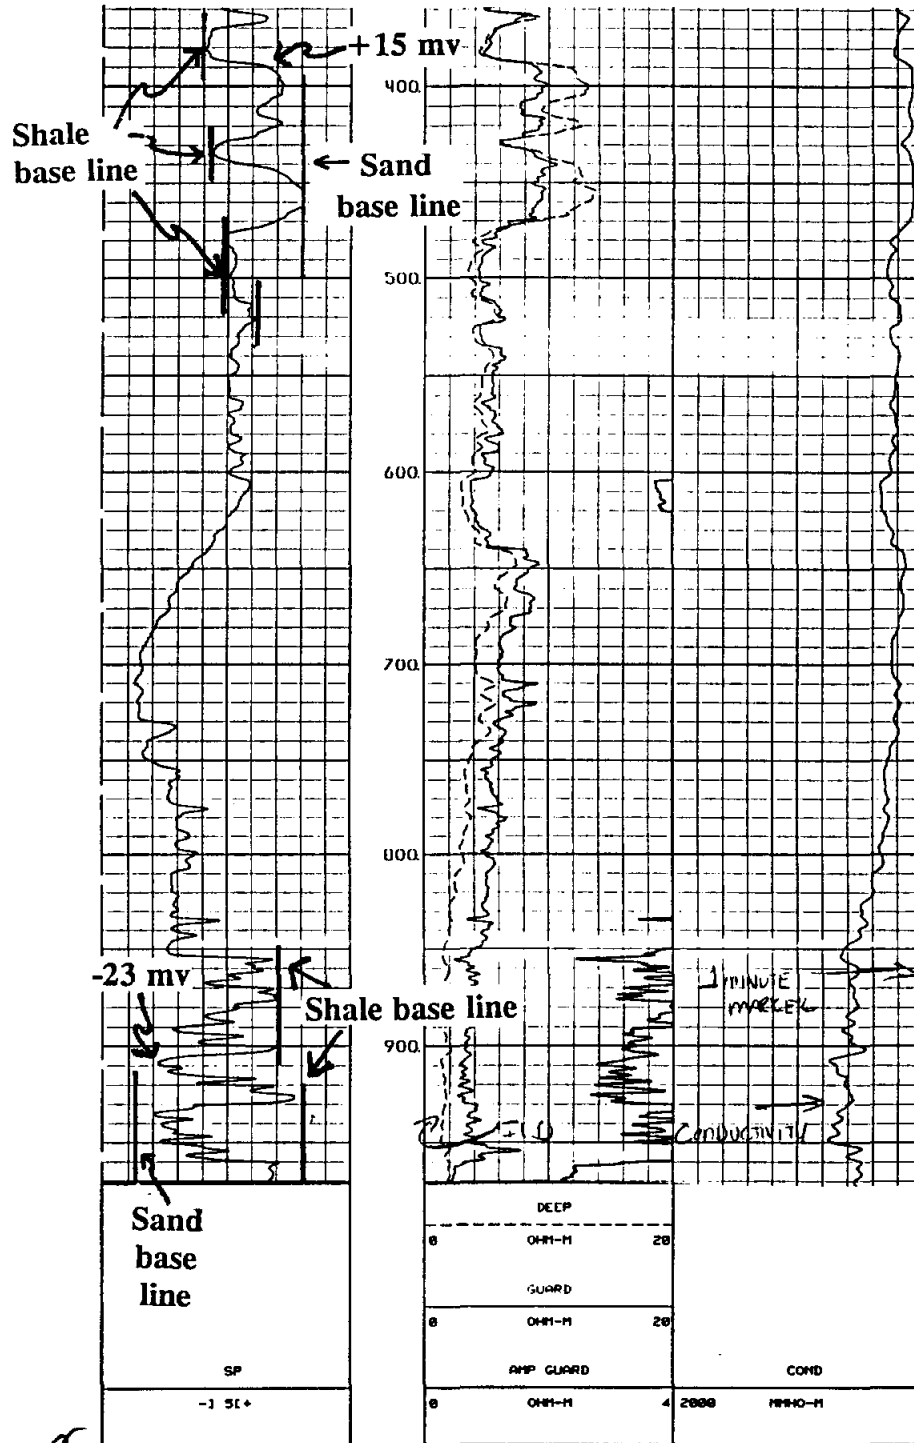 +15 mv
400.
Shale
base line
Sand
base line
500.
600.
700.
800.
-23 mv
1 MINUTE
MARKER
Shale base line
900.
CONDUCTIVITY
Sand
base
line
DEEP
0 OHM-M 20
GUARD
0 OHM-M 20
SP
AMP GUARD
COND
-] 5[+
0 OHM-M 4
2000 MMHO-M